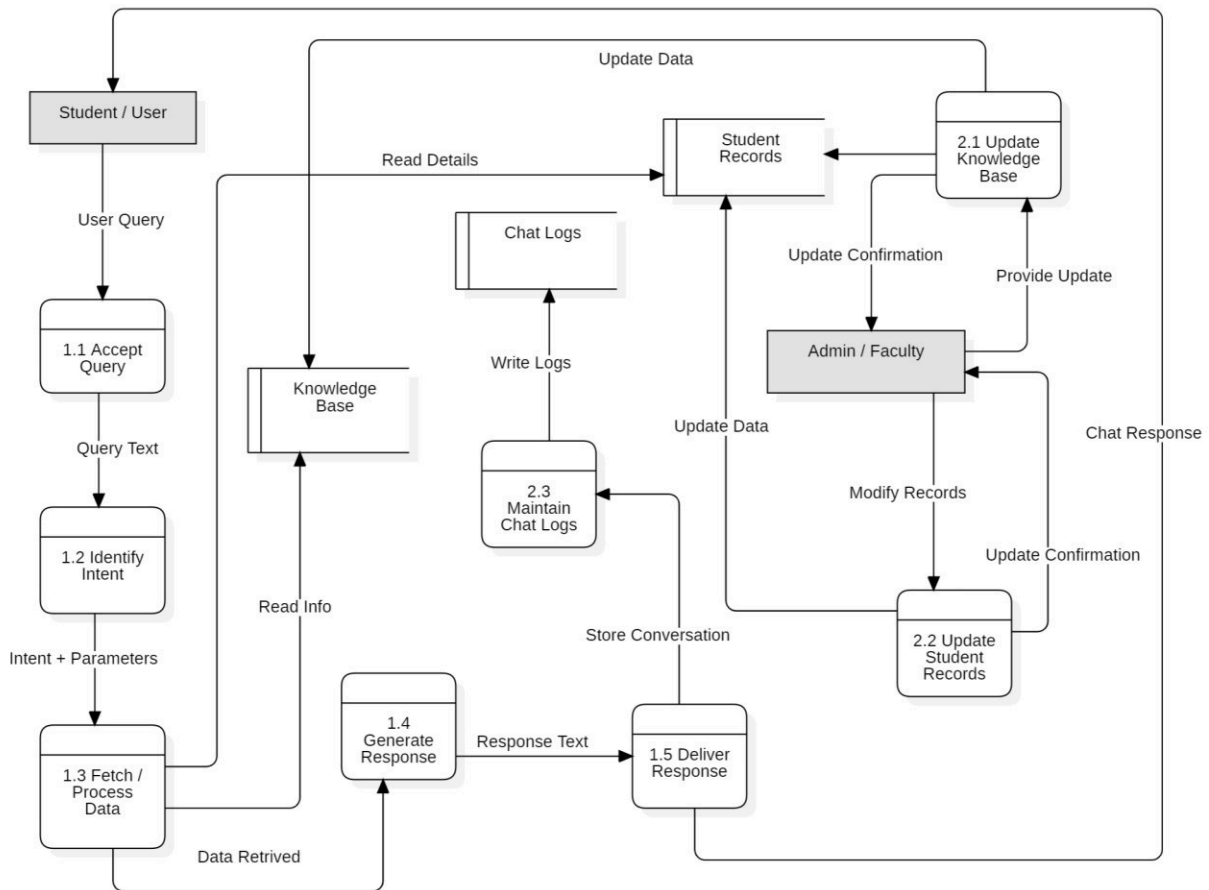 Update Data
Student / User
Student
Records
2.1 Update
Knowledge
Base
Read Details
User Query
Chat Logs
Update Confirmation
Provide Update
1.1 Accept
Query
Admin / Faculty
Write Logs
Knowledge
Base
Update Data
Chat Response
Query Text
2.3
Maintain
Chat Logs
Modify Records
1.2 Identify
Intent
Update Confirmation
Read Info
Store Conversation
2.2 Update
Student
Records
Intent + Parameters
1.4
Generate
Response
Response Text
1.5 Deliver
Response
1.3 Fetch /
Process
Data
Data Retrived